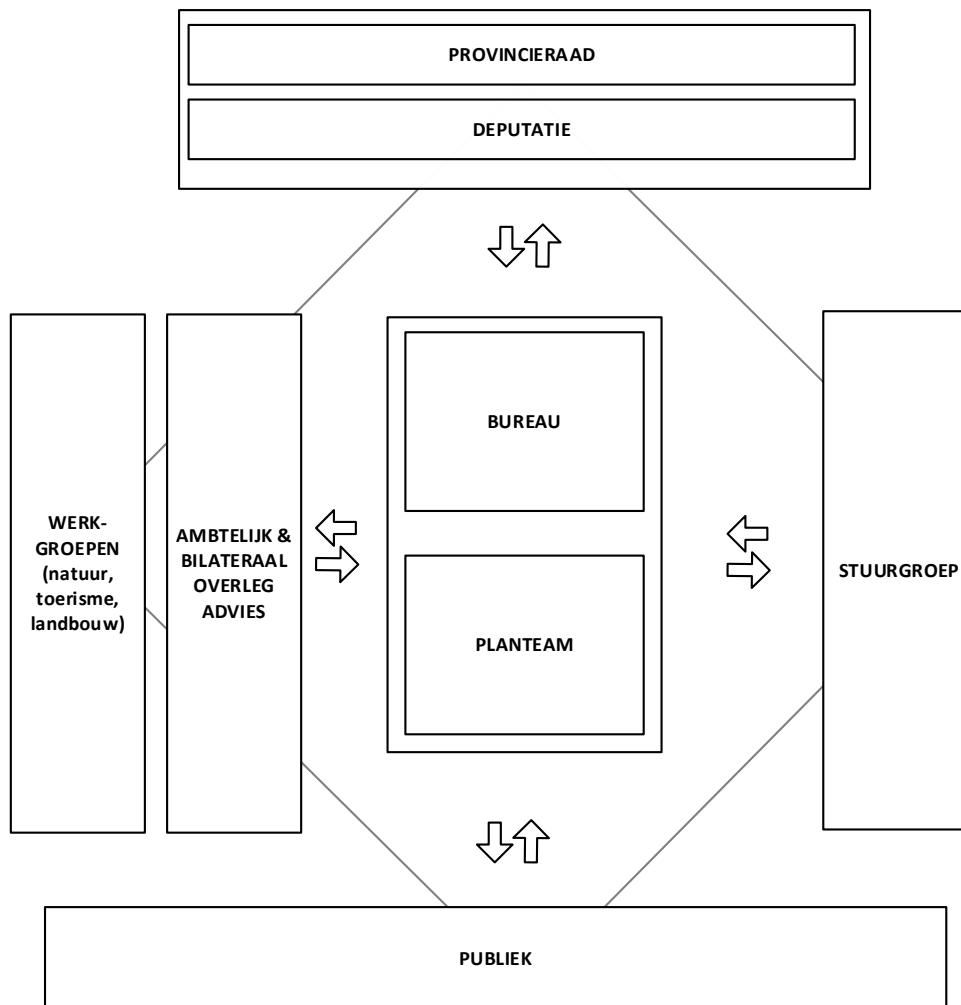 PROVINCIERAAD
DEPUTATIE
BUREAU
WERK-
GROEPEN
(natuur,
toerisme,
landbouw)
AMBTELIJK &
BILATERAAL
OVERLEG
ADVIES
STUURGROEP
PLANTEAM
PUBLIEK